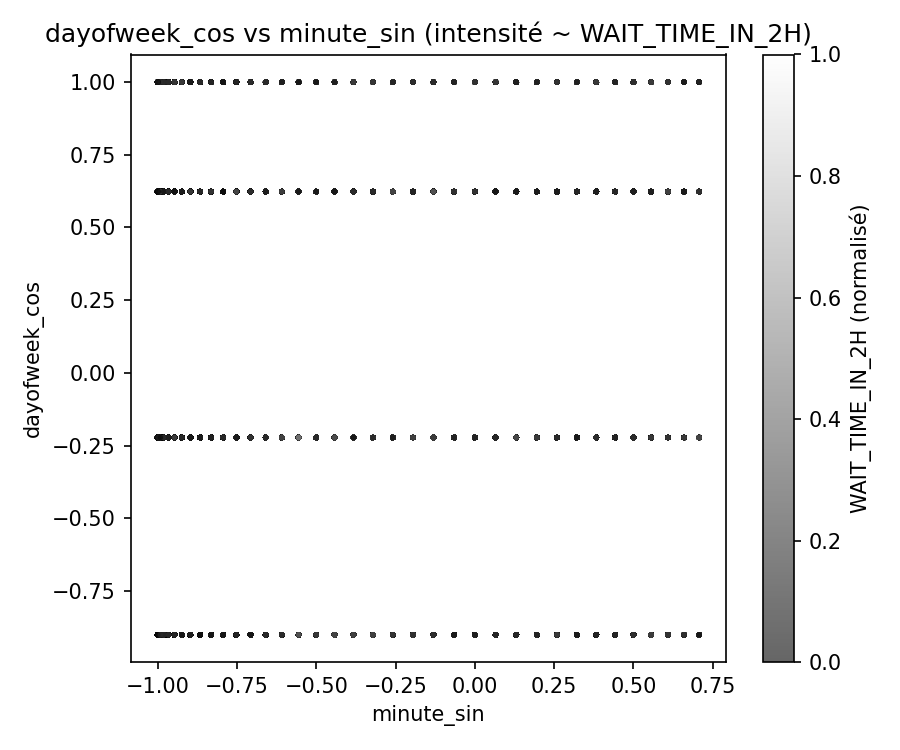 dayofweek_cos vs minute_sin (intensité ~ WAIT_TIME_IN_2H)
1.00
0.75
0.50
0.25
0.00
−0.25
−0.50
−0.75
dayofweek_cos
−1.00 −0.75 −0.50 −0.25 0.00 0.25 0.50 0.75
minute_sin
1.0
0.8
0.6
0.4
0.2
0.0
WAIT_TIME_IN_2H (normalisé)